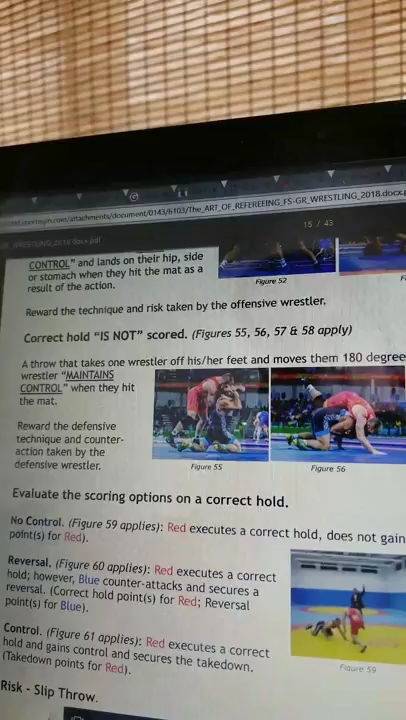 com/attachments/document/0143/6103/The_ART_OF_REFEREEING_FS-GR_WRESTLING_2018.docx.p
WRESTLING_2018.docx.pdf
15 / 43
CONTROL" and lands on their hip, side
or stomach when they hit the mat as a
result of the action.
Figure 52
Reward the technique and risk taken by the offensive wrestler.
Correct hold "IS NOT" scored. (Figures 55, 56, 57 & 58 apply)
A throw that takes one wrestler off his/her feet and moves them 180 degree
wrestler "MAINTAINS
CONTROL" when they hit
the mat.
Reward the defensive
technique and counter-
action taken by the
defensive wrestler.
Figure 55
Figure 56
Evaluate the scoring options on a correct hold.
No Control. (Figure 59 applies): Red executes a correct hold, does not gain
point(s) for Red).
Reversal. (Figure 60 applies): Red executes a correct
hold; however, Blue counter-attacks and secures a
reversal. (Correct hold point(s) for Red; Reversal
point(s) for Blue).
Control. (Figure 61 applies): Red executes a correct
hold and gains control and secures the takedown.
(Takedown points for Red).
Figure 59
Risk - Slip Throw.